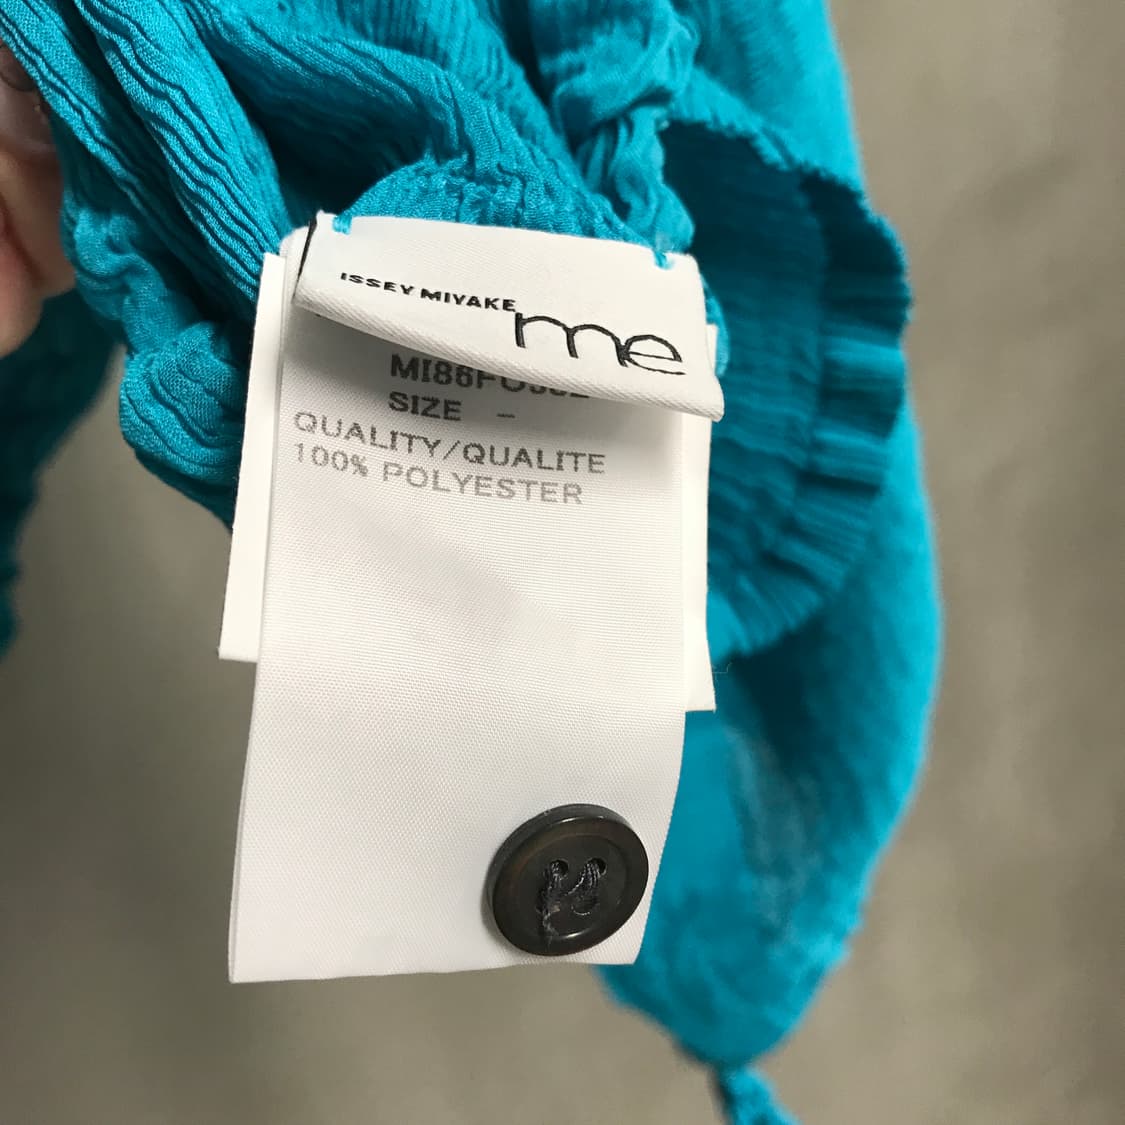 ISSEY MIYAKE
me
SIZE -
QUALITY/QUALITE
100% POLYESTER